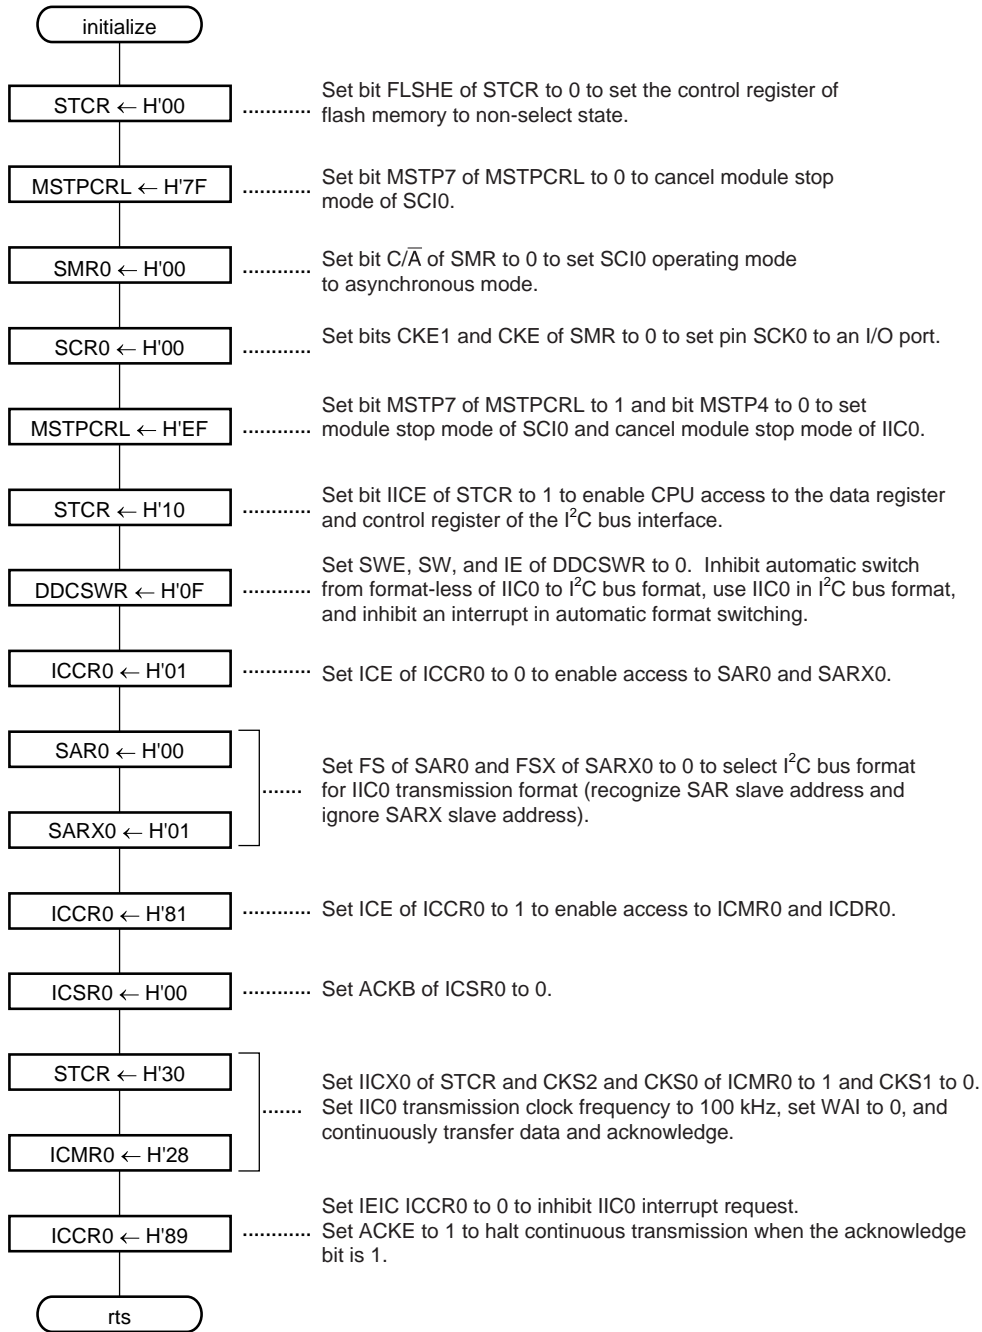 initialize
STCR ← H'00
............ Set bit FLSHE of STCR to 0 to set the control register of
flash memory to non-select state.
MSTPCRL ← H'7F
............ Set bit MSTP7 of MSTPCRL to 0 to cancel module stop
mode of SCI0.
SMR0 ← H'00
............ Set bit C/A̅ of SMR to 0 to set SCI0 operating mode
to asynchronous mode.
SCR0 ← H'00
............ Set bits CKE1 and CKE of SMR to 0 to set pin SCK0 to an I/O port.
MSTPCRL ← H'EF
Set bit MSTP7 of MSTPCRL to 1 and bit MSTP4 to 0 to set
............ module stop mode of SCI0 and cancel module stop mode of IIC0.
STCR ← H'10
............ Set bit IICE of STCR to 1 to enable CPU access to the data register
and control register of the I²C bus interface.
DDCSWR ← H'0F
Set SWE, SW, and IE of DDCSWR to 0. Inhibit automatic switch
............ from format-less of IIC0 to I²C bus format, use IIC0 in I²C bus format,
and inhibit an interrupt in automatic format switching.
ICCR0 ← H'01
............ Set ICE of ICCR0 to 0 to enable access to SAR0 and SARX0.
SAR0 ← H'00
SARX0 ← H'01
Set FS of SAR0 and FSX of SARX0 to 0 to select I²C bus format
....... for IIC0 transmission format (recognize SAR slave address and
ignore SARX slave address).
ICCR0 ← H'81
............ Set ICE of ICCR0 to 1 to enable access to ICMR0 and ICDR0.
ICSR0 ← H'00
............ Set ACKB of ICSR0 to 0.
STCR ← H'30
ICMR0 ← H'28
Set IICX0 of STCR and CKS2 and CKS0 of ICMR0 to 1 and CKS1 to 0.
....... Set IIC0 transmission clock frequency to 100 kHz, set WAI to 0, and
continuously transfer data and acknowledge.
ICCR0 ← H'89
Set IEIC ICCR0 to 0 to inhibit IIC0 interrupt request.
............ Set ACKE to 1 to halt continuous transmission when the acknowledge
bit is 1.
rts